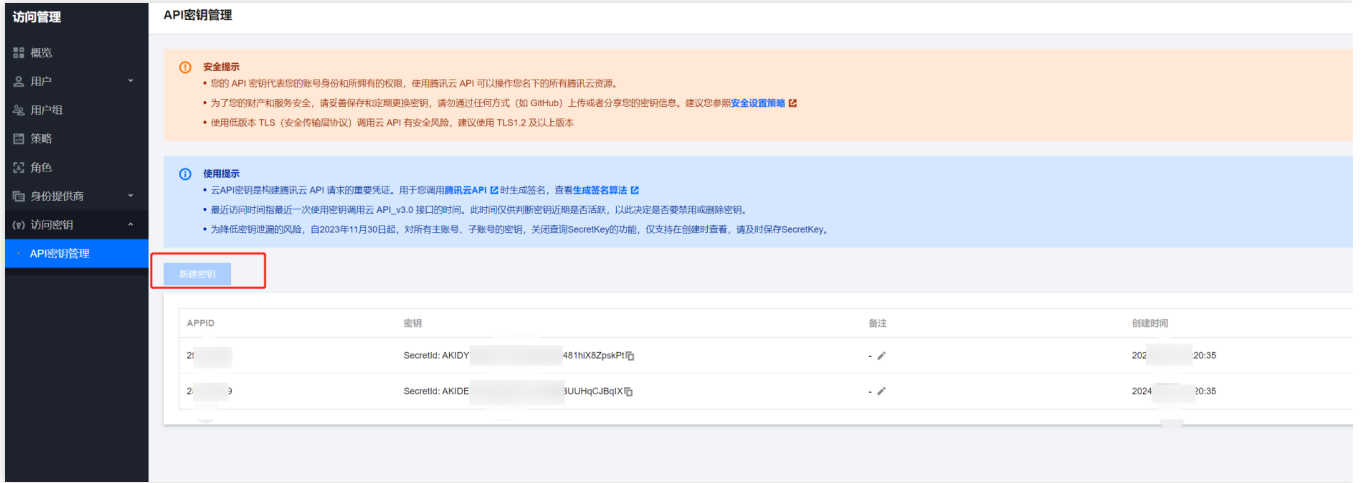 访问管理
API密钥管理
概览
用户
用户组
策略
角色
身份提供商
访问密钥
API密钥管理
安全提示
• 您的 API 密钥代表您的账号身份和所拥有的权限，使用腾讯云 API 可以操作您名下的所有腾讯云资源。
• 为了您的财产和服务安全，请妥善保存和定期更换密钥，请勿通过任何方式（如 GitHub）上传或者分享您的密钥信息。建议您参照安全设置策略
• 使用低版本 TLS（安全传输层协议）调用云 API 有安全风险，建议使用 TLS1.2 及以上版本
使用提示
• 云API密钥是构建腾讯云 API 请求的重要凭证。用于您调用腾讯云API 时生成签名，查看生成签名算法
• 最近访问时间指最近一次使用密钥调用云 API_v3.0 接口的时间。此时间仅供判断密钥近期是否活跃，以此决定是否要禁用或删除密钥。
• 为降低密钥泄漏的风险，自2023年11月30日起，对所有主账号、子账号的密钥，关闭查询SecretKey的功能，仅支持在创建时查看，请及时保存SecretKey。
新建密钥
APPID 密钥 备注 创建时间
2 SecretId: AKIDY 481hiX8ZpskPt - 202 20:35
2 9 SecretId: AKIDE UUHqCJBqIX - 2024 20:35